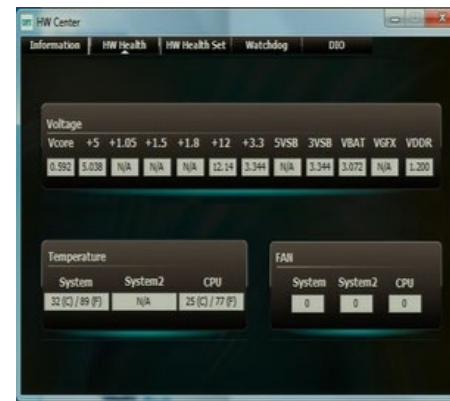 HW Center
Information HW Health HW Health Set Watchdog DIO
Voltage
Vcore +5 +1.05 +1.5 +1.8 +12 +3.3 5VSB 3VSB VBAT VGFX VDDR
0.592 5.038 N/A N/A N/A 12.14 3.344 N/A 3.344 3.072 N/A 1.200
Temperature
System System2 CPU
32 (C) / 89 (F) N/A 25 (C) / 77 (F)
FAN
System System2 CPU
0 0 0